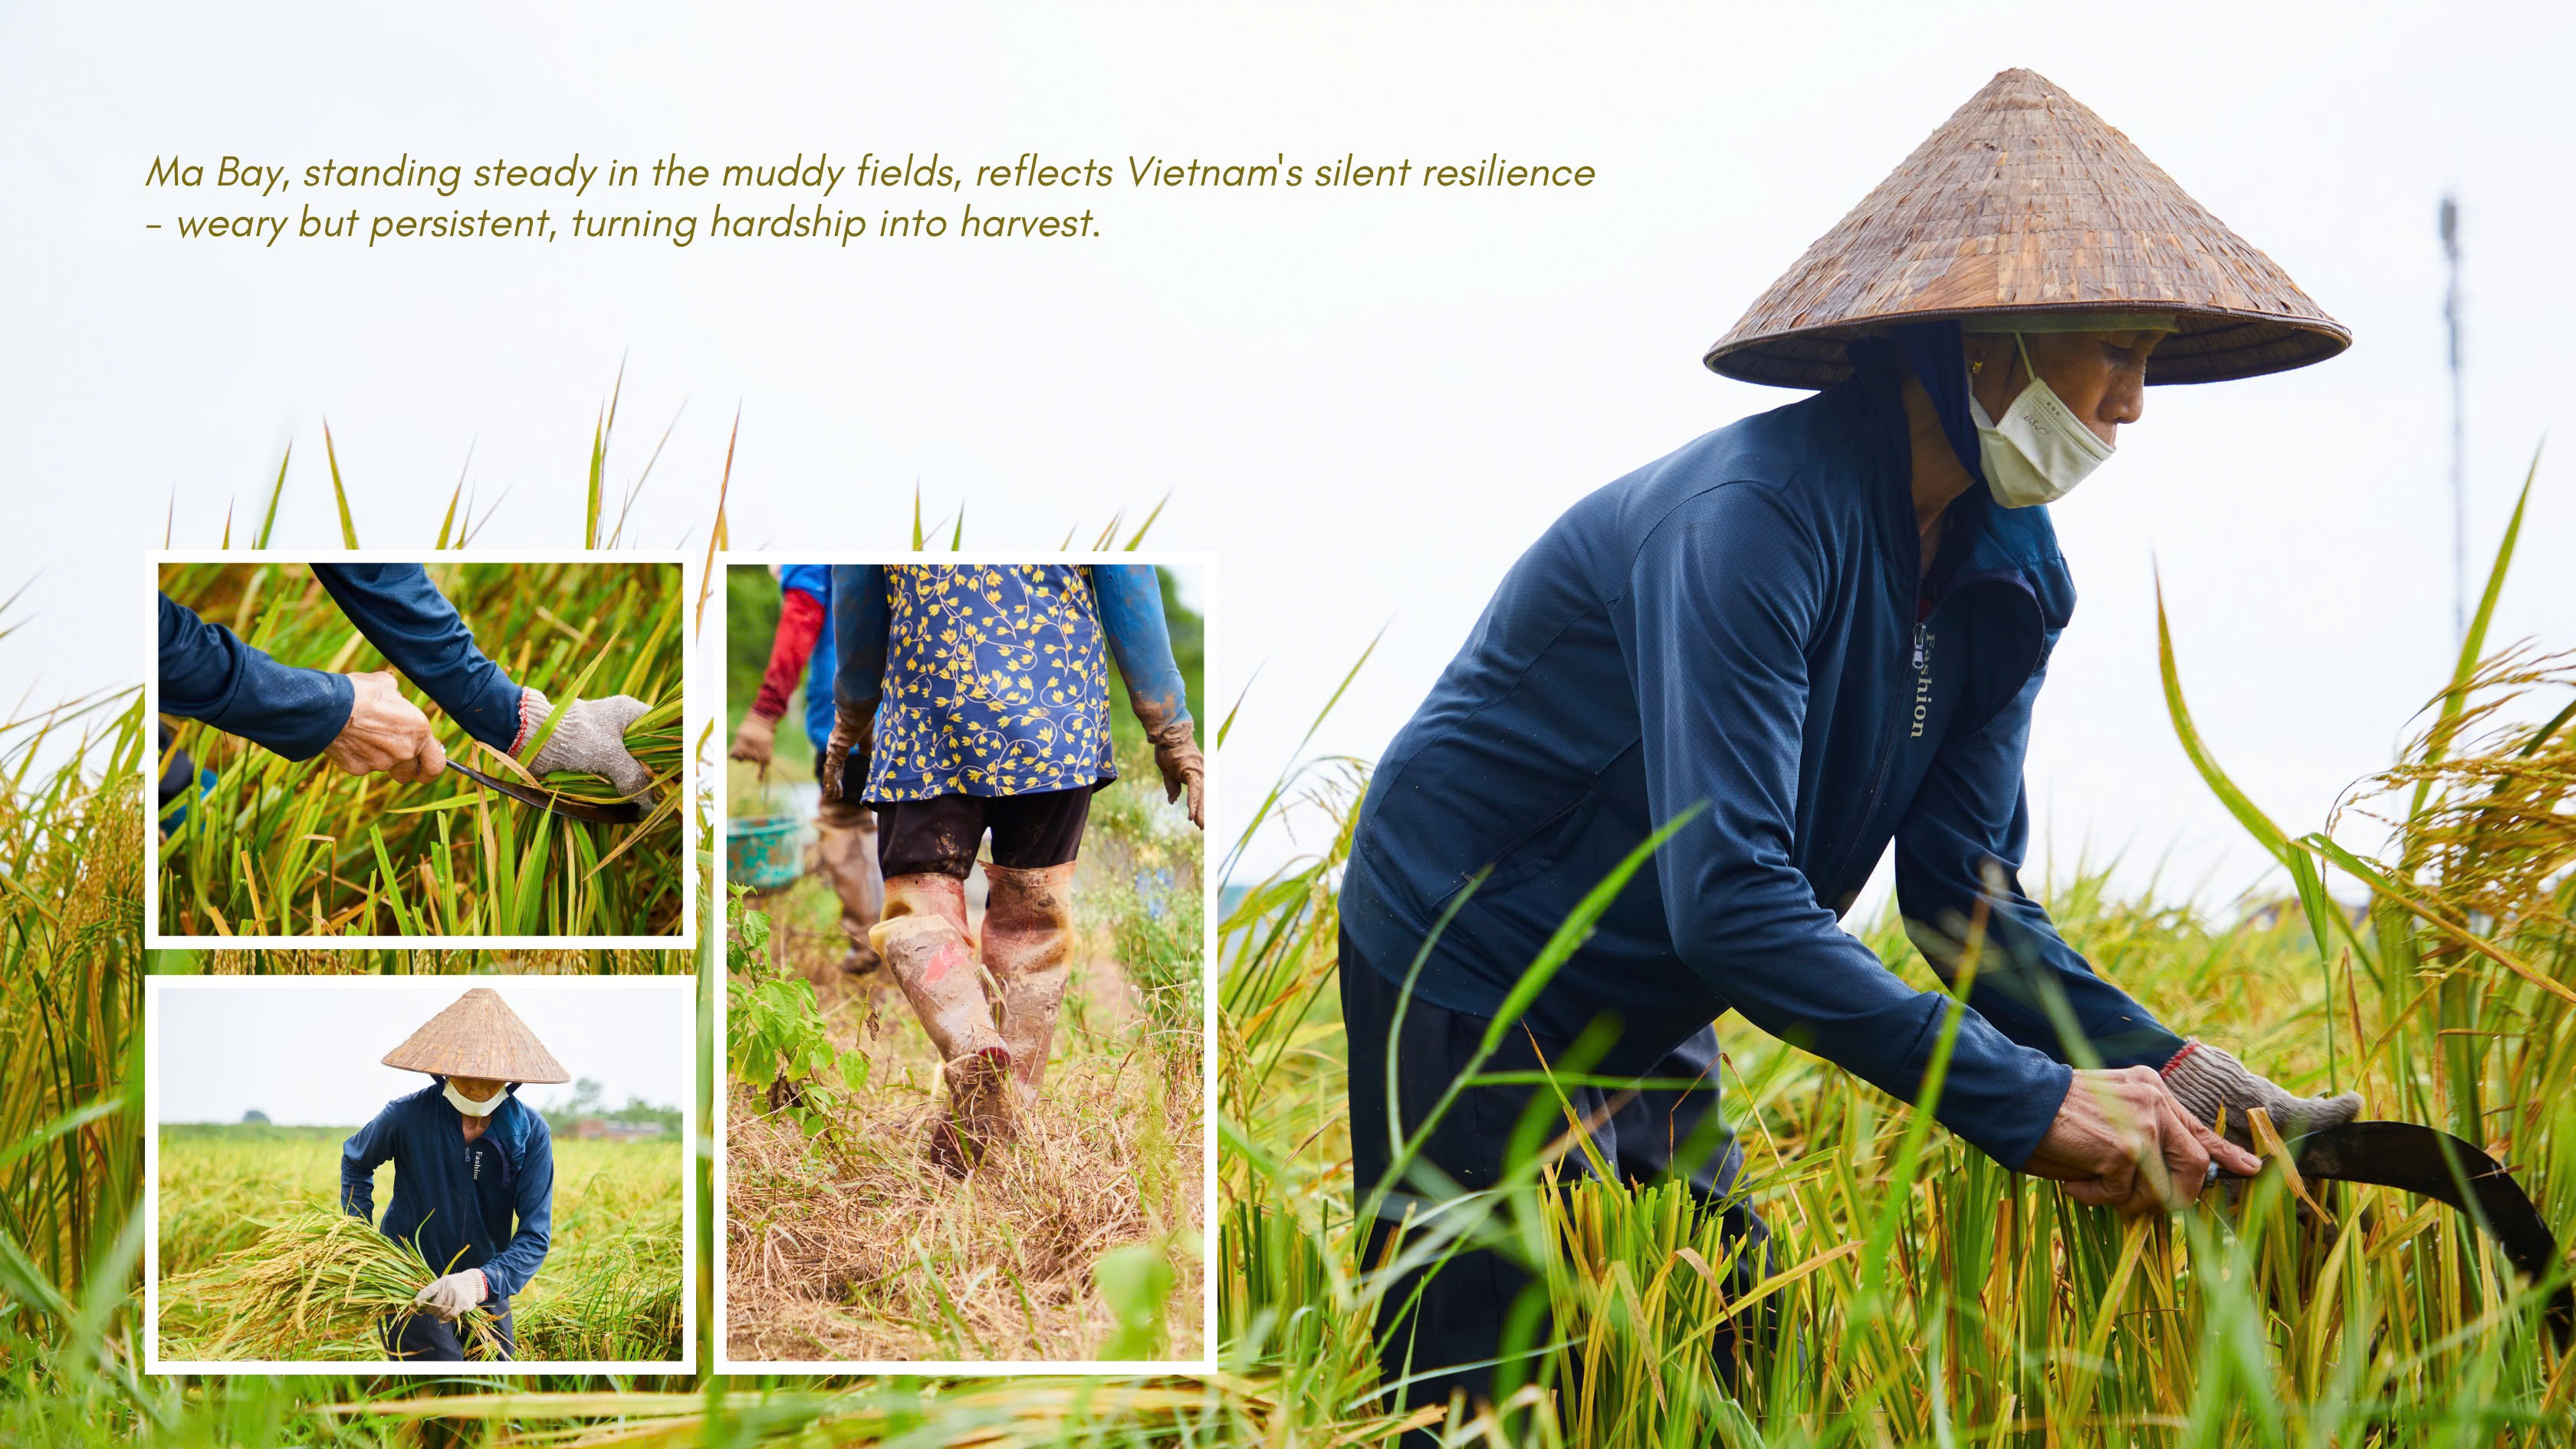 Ma Bay, standing steady in the muddy fields, reflects Vietnam's silent resilience
- weary but persistent, turning hardship into harvest.
Fashion
Fashion